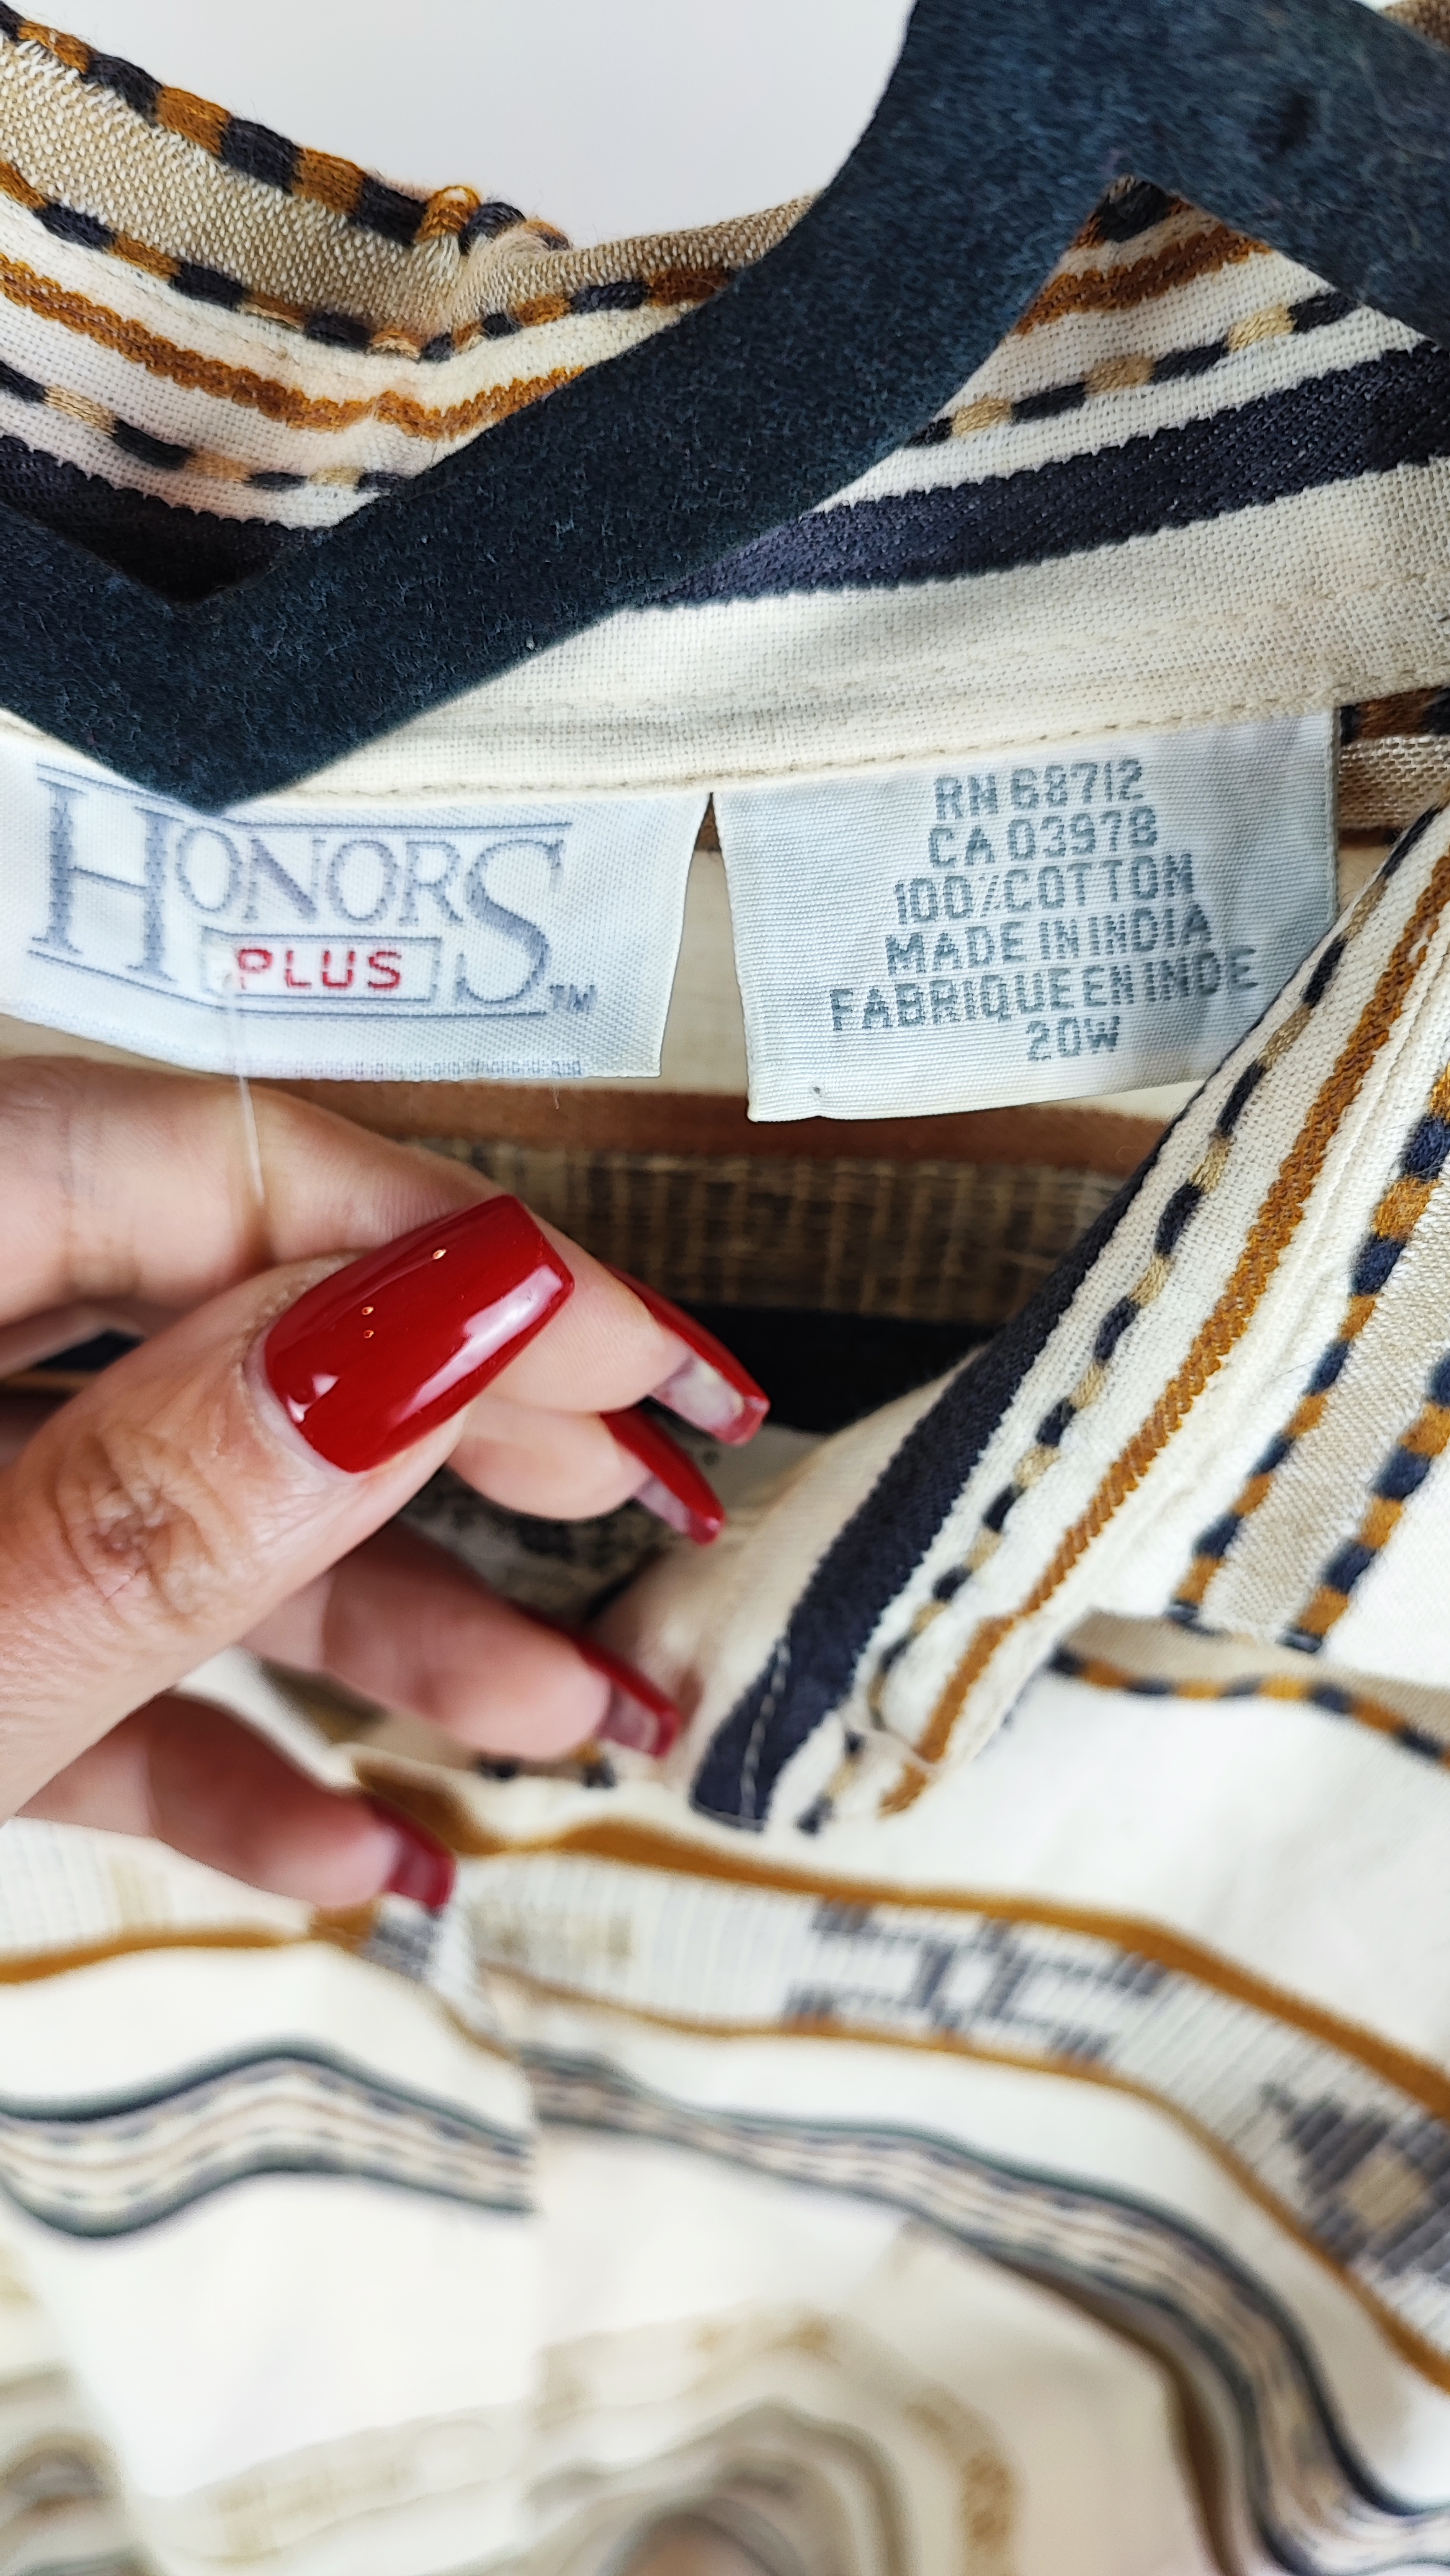 HONORS
PLUS
TM
RN 68712
CA 03978
100% COTTON
MADE IN INDIA
FABRIQUE EN INDE
20W